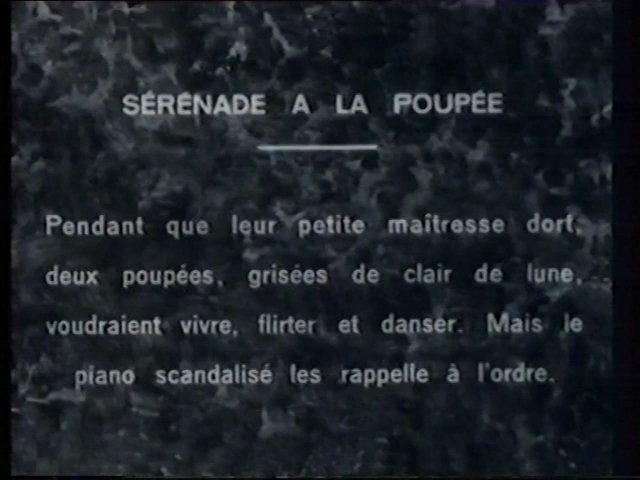 SÉRÉNADE A LA POUPÉE
Pendant que leur petite maîtresse dort,
deux poupées, grisées de clair de lune,
voudraient vivre, flirter et danser. Mais le
piano scandalisé les rappelle à l'ordre.